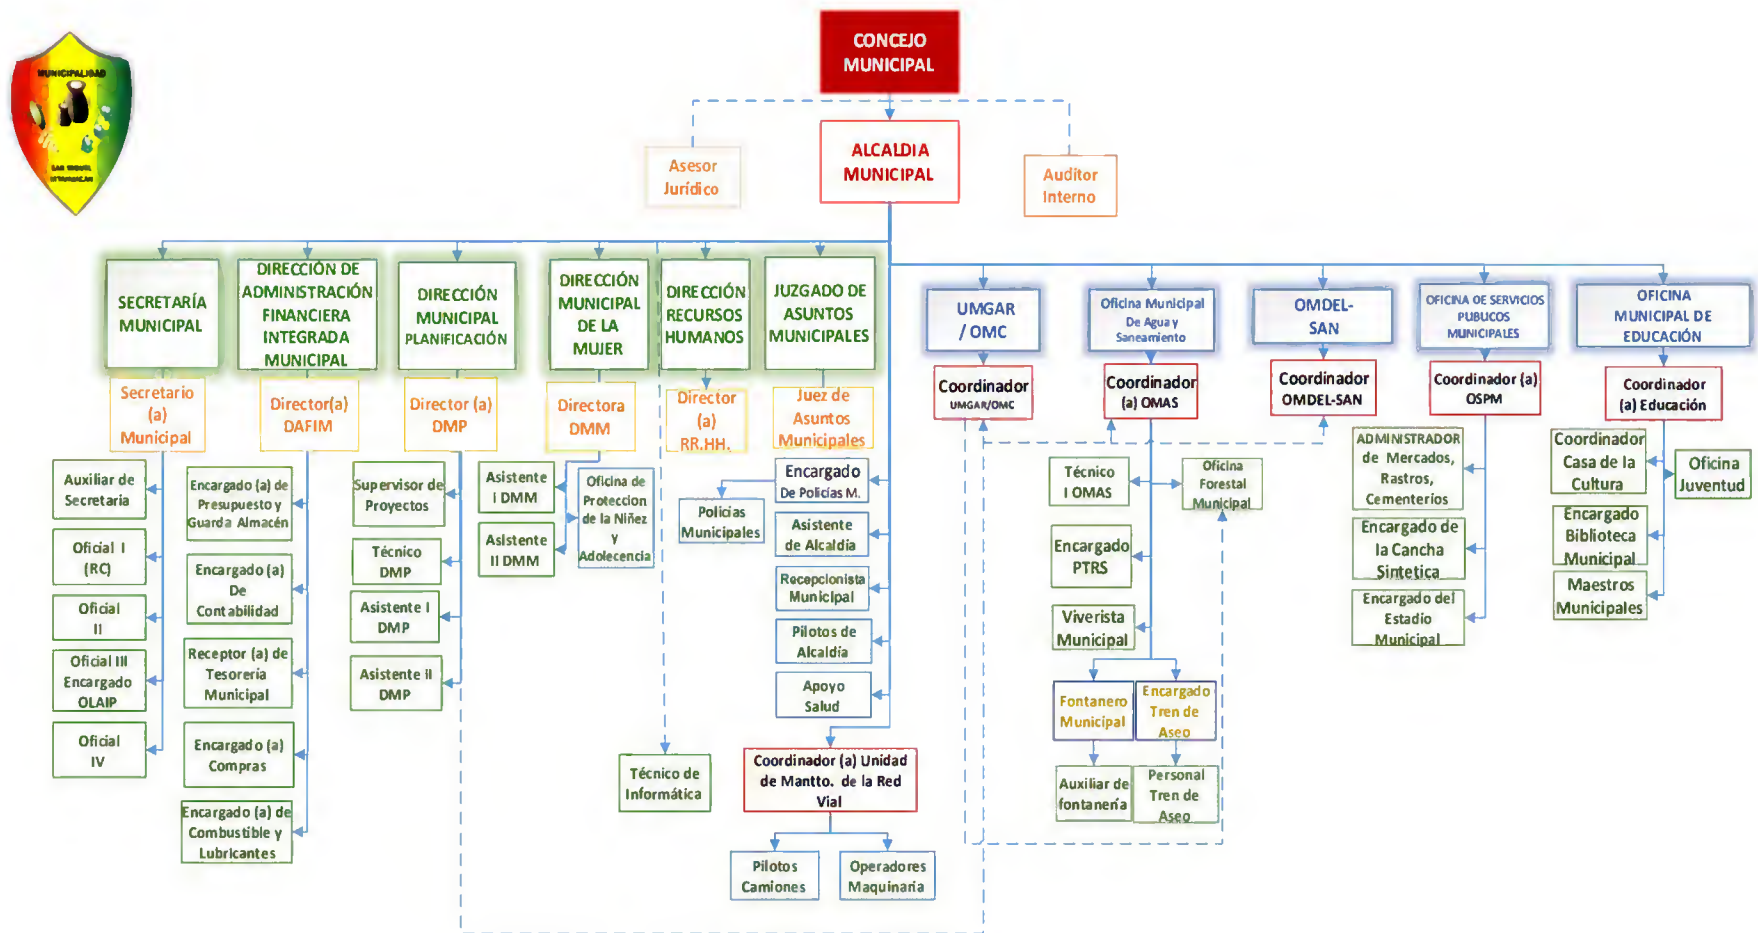 CONCEJO
MUNICIPAL
MUNICIPALIDAD
SAN MIGUEL
IXTAHUACÁN
ALCALDIA
MUNICIPAL
Asesor
Jurídico
Audítor
Interno
SECRETARÍA
MUNICIPAL
DIRECCIÓN DE
ADMINISTRACIÓN
FINANCIERA
INTEGRADA
MUNICIPAL
DIRECCIÓN
MUNICIPAL
PLANIFICACIÓN
DIRECCIÓN
MUNICIPAL
DE LA
MUJER
DIRECCIÓN
RECURSOS
HUMANOS
JUZGADO DE
ASUNTOS
MUNICIPALES
UMGAR
/ OMC
Oficina Municipal
De Agua y
Saneamiento
OMDEL-
SAN
OFICINA DE SERVICIOS
PUBLICOS
MUNICIPALES
OFICINA
MUNICIPAL DE
EDUCACIÓN
Secretario
(a)
Municipal
Director(a)
DAFIM
Director (a)
DMP
Directora
DMM
Director
(a)
RR.HH.
Juez de
Asuntos
Municipales
Coordinador
UMGAR/OMC
Coordinador
(a) OMAS
Coordinador
OMDEL-SAN
Coordinador (a)
OSPM
Coordinador
(a) Educación
Auxiliar de
Secretaria
Oficial I
(RC)
Oficial
II
Oficial III
Encargado
OLAIP
Oficial
IV
Encargado (a) de
Presupuesto y
Guarda Almacén
Encargado (a)
De
Contabilidad
Receptor (a) de
Tesorería
Municipal
Encargado (a)
Compras
Encargado (a) de
Combustible y
Lubricantes
Supervisor de
Proyectos
Técnico
DMP
Asistente I
DMP
Asistente II
DMP
Asistente
I DMM
Asistente
II DMM
Oficina de
Proteccion
de la Niñez
y
Adolecencia
Encargado
De Policías M.
Policías
Municipales
Asistente
de Alcaldía
Recepcionista
Municipal
Pilotos de
Alcaldía
Apoyo
Salud
Técnico de
Informática
Coordinador (a) Unidad
de Mantto. de la Red
Vial
Pilotos
Camiones
Operadores
Maquinaria
Técnico
I OMAS
Oficina
Forestal
Municipal
Encargado
PTRS
Viverista
Municipal
Fontanero
Municipal
Encargado
Tren de
Aseo
Auxiliar de
fontanería
Personal
Tren de
Aseo
ADMINISTRADOR
de Mercados,
Rastros,
Cementerios
Encargado de
la Cancha
Sintetica
Encargado del
Estadio
Municipal
Coordinador
Casa de la
Cultura
Oficina
Juventud
Encargado
Biblioteca
Municipal
Maestros
Municipales